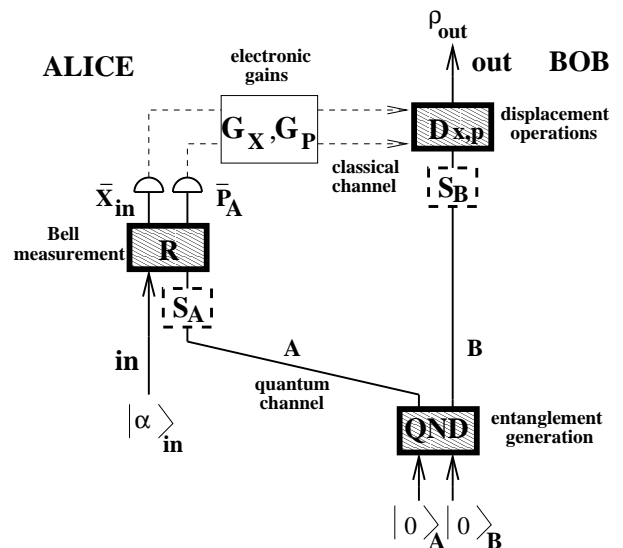 ρout
ALICE
electronic
gains
out
BOB
GX,GP
Dx,p
displacement
operations
classical
channel
SB
X̄in
P̄A
Bell
measurement
R
SA
in
A
B
quantum
channel
|α⟩in
QND
entanglement
generation
|0⟩A |0⟩B